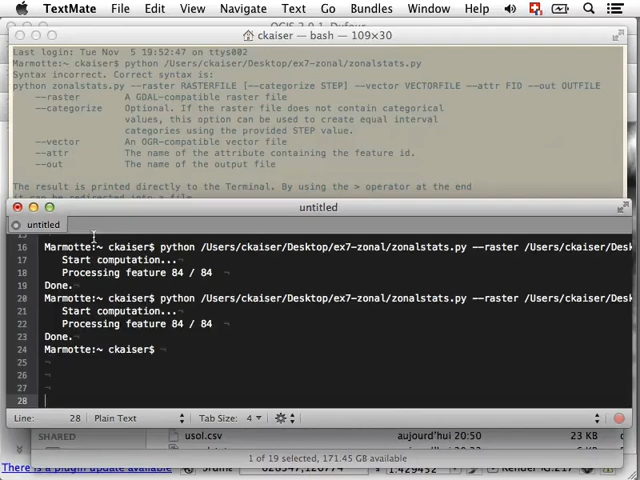 TextMate File Edit Text View Navigate Text Go Bundles Window Help
QGIS 2.0.1
ckaiser — bash — 109×30
Last login: Tue Nov  5 19:52:47 on ttys002
Marmotte:~ ckaiser$ python /Users/ckaiser/Desktop/ex7-zonal/zonalstats.py
Syntax incorrect. Correct syntax is:
python zonalstats.py --raster RASTERFILE [--categorize STEP] --vector VECTORFILE --attr FID --out OUTFILE
--raster A GDAL-compatible raster file
--categorize Optional. If the raster file does not contain categorical
values, this option can be used to create equal interval
categories using the provided STEP value.
--vector An OGR-compatible vector file
--attr The name of the attribute containing the feature id.
--out The name of the output file
The result is printed directly to the Terminal. By using the > operator at the end
untitled
untitled
15
16 Marmotte:~ ckaiser$ python /Users/ckaiser/Desktop/ex7-zonal/zonalstats.py --raster /Users/ckaiser/Des
17 Start computation...
18 Processing feature 84 / 84
19 Done.
20 Marmotte:~ ckaiser$ python /Users/ckaiser/Desktop/ex7-zonal/zonalstats.py --raster /Users/ckaiser/Des
21 Start computation...
22 Processing feature 84 / 84
23 Done.
24 Marmotte:~ ckaiser$
25
26
27
28
Line: 28 Plain Text Tab Size: 4
SHARED usol.csv aujourd'hui 20:50 23 KB
1 of 19 selected, 171.45 GB available
There is a plugin update available